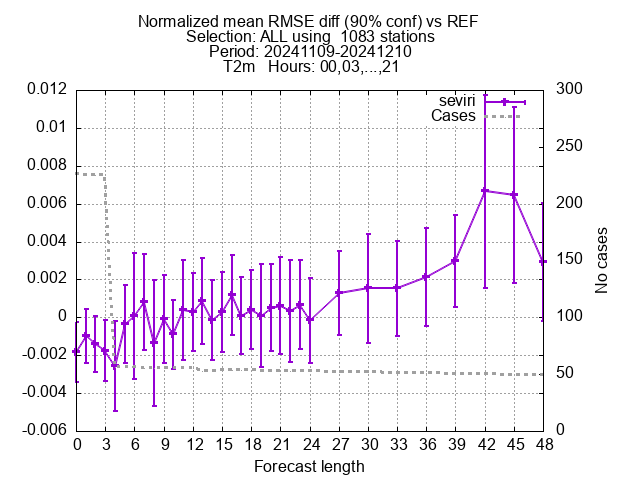 Normalized mean RMSE diff (90% conf) vs REF
Selection: ALL using  1083 stations
Period: 20241109-20241210
T2m   Hours: 00,03,...,21
seviri
Cases
0.012
0.01
0.008
0.006
0.004
0.002
0
-0.002
-0.004
-0.006
300
250
200
150
100
50
0
No cases
0 3 6 9 12 15 18 21 24 27 30 33 36 39 42 45 48
Forecast length